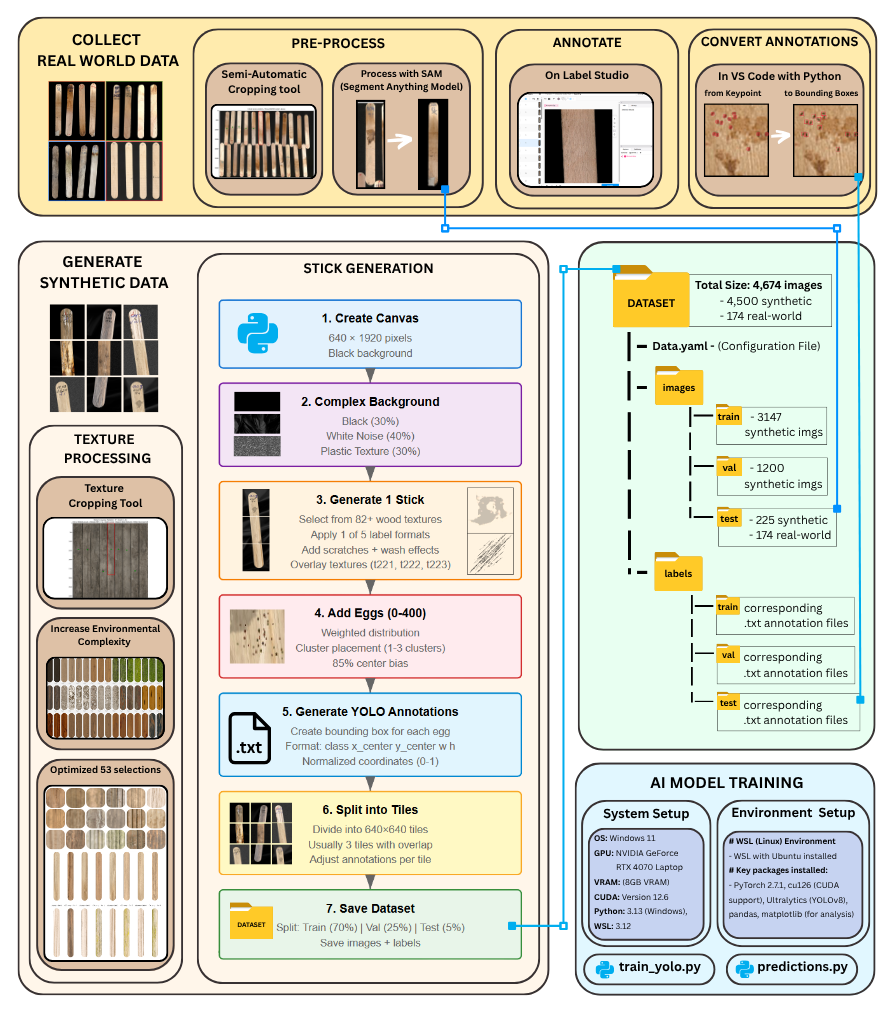 COLLECT
REAL WORLD DATA
PRE-PROCESS
Semi-Automatic
Cropping tool
Process with SAM
(Segment Anything Model)
ANNOTATE
On Label Studio
CONVERT ANNOTATIONS
In VS Code with Python
from Keypoint
to Bounding Boxes
GENERATE
SYNTHETIC DATA
TEXTURE
PROCESSING
Texture
Cropping Tool
Increase Environmental
Complexity
Optimized 53 selections
STICK GENERATION
1. Create Canvas
640 × 1920 pixels
Black background
2. Complex Background
Black (30%)
White Noise (40%)
Plastic Texture (30%)
3. Generate 1 Stick
Select from 82+ wood textures
Apply 1 of 5 label formats
Add scratches + wash effects
Overlay textures (t221, t222, t223)
4. Add Eggs (0-400)
Weighted distribution
Cluster placement (1-3 clusters)
85% center bias
5. Generate YOLO Annotations
.txt
Create bounding box for each egg
Format: class x_center y_center w h
Normalized coordinates (0-1)
6. Split into Tiles
Divide into 640×640 tiles
Usually 3 tiles with overlap
Adjust annotations per tile
7. Save Dataset
DATASET
Split: Train (70%) | Val (25%) | Test (5%)
Save images + labels
DATASET
Total Size: 4,674 images
- 4,500 synthetic
- 174 real-world
Data.yaml - (Configuration File)
images
train
- 3147
synthetic imgs
val
- 1200
synthetic imgs
test
- 225 synthetic
- 174 real-world
labels
train
corresponding
.txt annotation files
val
corresponding
.txt annotation files
test
corresponding
.txt annotation files
AI MODEL TRAINING
System Setup
OS: Windows 11
GPU: NVIDIA GeForce
RTX 4070 Laptop
VRAM: (8GB VRAM)
CUDA: Version 12.6
Python: 3.13 (Windows),
WSL: 3.12
Environment Setup
# WSL (Linux) Environment
- WSL with Ubuntu installed
# Key packages installed:
- PyTorch 2.7.1, cu126 (CUDA
support), Ultralytics (YOLOv8),
pandas, matplotlib (for analysis)
train_yolo.py
predictions.py